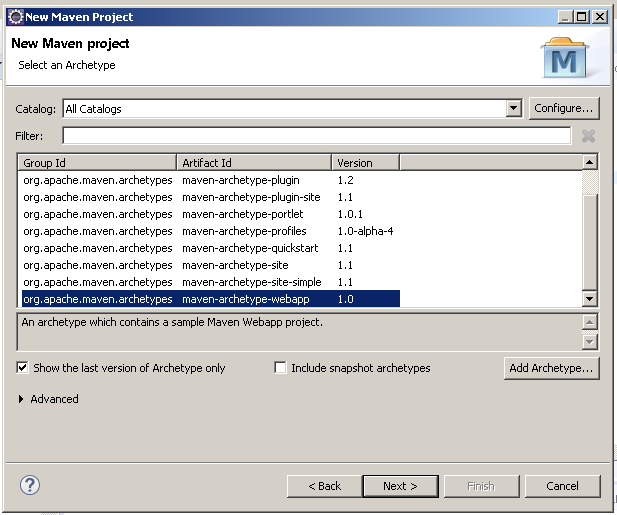 New Maven Project
New Maven project
Select an Archetype
M
Catalog: All Catalogs Configure...
Filter:
Group Id Artifact Id Version
org.apache.maven.archetypes maven-archetype-plugin 1.2
org.apache.maven.archetypes maven-archetype-plugin-site 1.1
org.apache.maven.archetypes maven-archetype-portlet 1.0.1
org.apache.maven.archetypes maven-archetype-profiles 1.0-alpha-4
org.apache.maven.archetypes maven-archetype-quickstart 1.1
org.apache.maven.archetypes maven-archetype-site 1.1
org.apache.maven.archetypes maven-archetype-site-simple 1.1
org.apache.maven.archetypes maven-archetype-webapp 1.0
An archetype which contains a sample Maven Webapp project.
Show the last version of Archetype only Include snapshot archetypes Add Archetype...
Advanced
? < Back Next > Finish Cancel